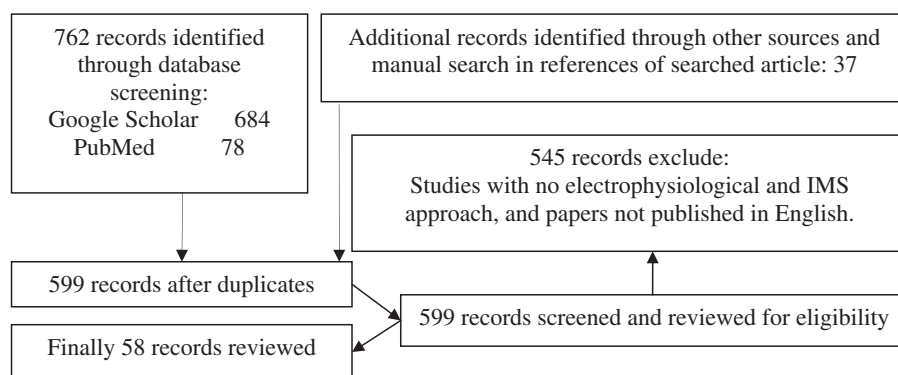 762 records identified
through database
screening:
Google Scholar 684
PubMed 78
Additional records identified through other sources and
manual search in references of searched article: 37
545 records exclude:
Studies with no electrophysiological and IMS
approach, and papers not published in English.
599 records after duplicates
599 records screened and reviewed for eligibility
Finally 58 records reviewed